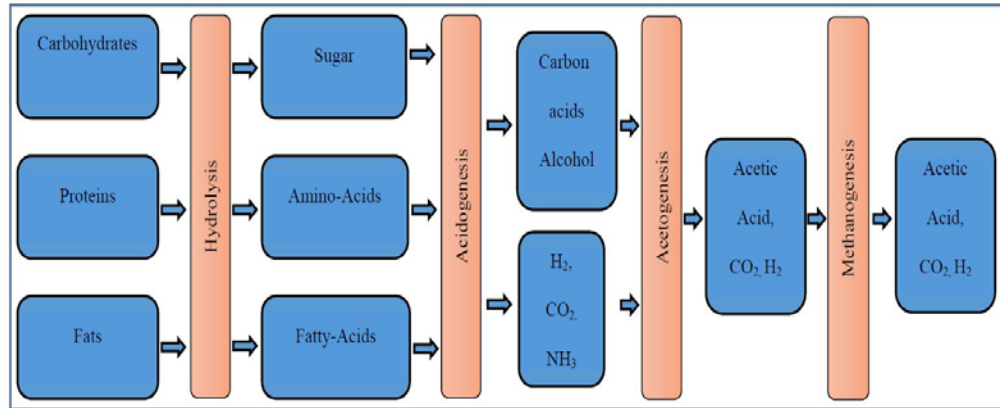 Carbohydrates
Proteins
Fats
Hydrolysis
Sugar
Amino-Acids
Fatty-Acids
Acidogenesis
Carbon
acids
Alcohol
H₂,
CO₂,
NH₃
Acetogenesis
Acetic
Acid,
CO₂, H₂
Methanogenesis
Acetic
Acid,
CO₂, H₂